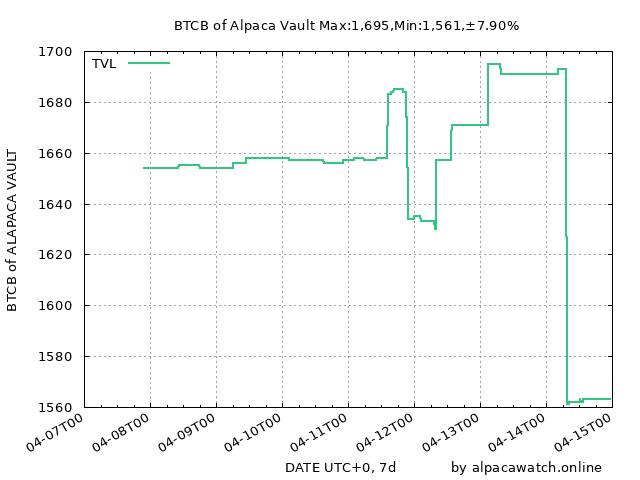 BTCB of Alpaca Vault Max:1,695,Min:1,561,±7.90%
TVL
BTCB of ALAPACA VAULT
1700
1680
1660
1640
1620
1600
1580
1560
04-07T00
04-08T00
04-09T00
04-10T00
04-11T00
04-12T00
04-13T00
04-14T00
04-15T00
DATE UTC+0, 7d
by alpacawatch.online